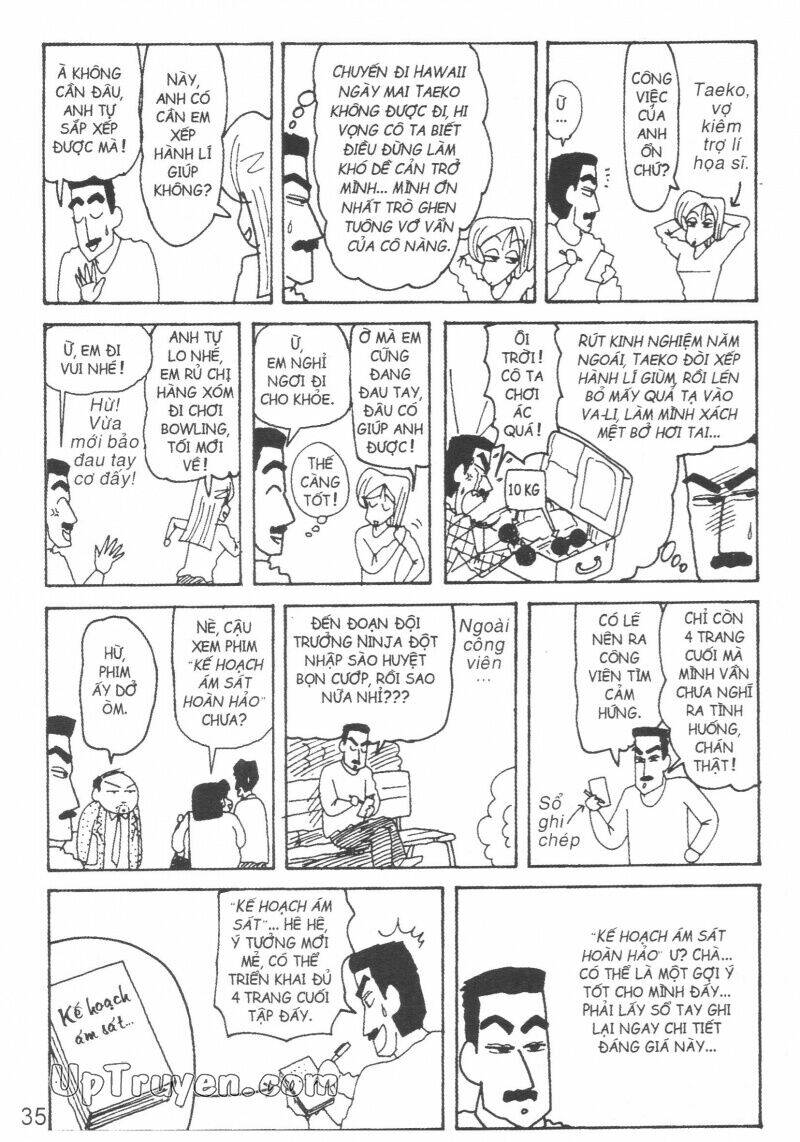 Taeko,
vợ
kiêm
trợ lí
họa sĩ.
CÔNG
VIỆC
CỦA
ANH
ỔN
CHỨ?
Ừ
...
CHUYẾN ĐI HAWAII
NGÀY MAI TAEKO
KHÔNG ĐƯỢC ĐI, HI
VỌNG CÔ TA BIẾT
ĐIỀU ĐỪNG LÀM
KHÓ DỄ CẢN TRỞ
MÌNH... MÌNH ỚN
NHẤT TRÒ GHEN
TUÔNG VỚ VẨN
CỦA CÔ NÀNG.
NÀY,
ANH CÓ
CẦN EM
XẾP
HÀNH LÍ
GIÚP
KHÔNG?
À KHÔNG
CẦN ĐÂU,
ANH TỰ
SẮP XẾP
ĐƯỢC MÀ!
RÚT KINH NGHIỆM NĂM
NGOÁI, TAEKO ĐÒI XẾP
HÀNH LÍ GIÙM, RỒI LÉN
BỎ MẤY QUẢ TẠ VÀO
VA-LI, LÀM MÌNH XÁCH
MỆT BỞ HƠI TAI...
ÔI
TRỜI!
CÔ TA
CHƠI
ÁC
QUÁ!
10 KG
Ờ MÀ EM
CŨNG
ĐANG
ĐAU TAY,
ĐÂU CÓ
GIÚP ANH
ĐƯỢC!
Ừ,
EM NGHỈ
NGƠI ĐI
CHO KHỎE.
THẾ
CÀNG
TỐT!
ANH TỰ
LO NHÉ,
EM RỦ CHỊ
HÀNG XÓM
ĐI CHƠI
BOWLING,
TỐI MỚI
VỀ!
Ừ, EM ĐI
VUI NHÉ!
Hừ!
Vừa
mới bảo
đau tay
cơ đấy!
CHỈ CÒN
4 TRANG
CUỐI MÀ
MÌNH VẪN
CHƯA NGHĨ
RA TÌNH
HUỐNG,
CHÁN
THẬT!
CÓ LẼ
NÊN RA
CÔNG
VIÊN TÌM
CẢM
HỨNG.
Sổ
ghi
chép
Ngoài
công
viên
...
ĐẾN ĐOẠN ĐỘI
TRƯỞNG NINJA ĐỘT
NHẬP SÀO HUYỆT
BỌN CƯỚP, RỒI SAO
NỮA NHỈ???
NÈ, CẬU
XEM PHIM
"KẾ HOẠCH
ÁM SÁT
HOÀN HẢO"
CHƯA?
HỪ,
PHIM
ẤY DỞ
ÒM.
"KẾ HOẠCH ÁM SÁT
HOÀN HẢO" Ư? CHÀ...
CÓ THỂ LÀ MỘT GỢI Ý
TỐT CHO MÌNH ĐẤY...
PHẢI LẤY SỔ TAY GHI
LẠI NGAY CHI TIẾT
ĐÁNG GIÁ NÀY...
"KẾ HOẠCH ÁM
SÁT"... HÊ HÊ,
Ý TƯỞNG MỚI
MẺ, CÓ THỂ
TRIỂN KHAI ĐỦ
4 TRANG CUỐI
TẬP ĐẤY.
Kế hoạch
ám sát...
UpTruyen.com
35